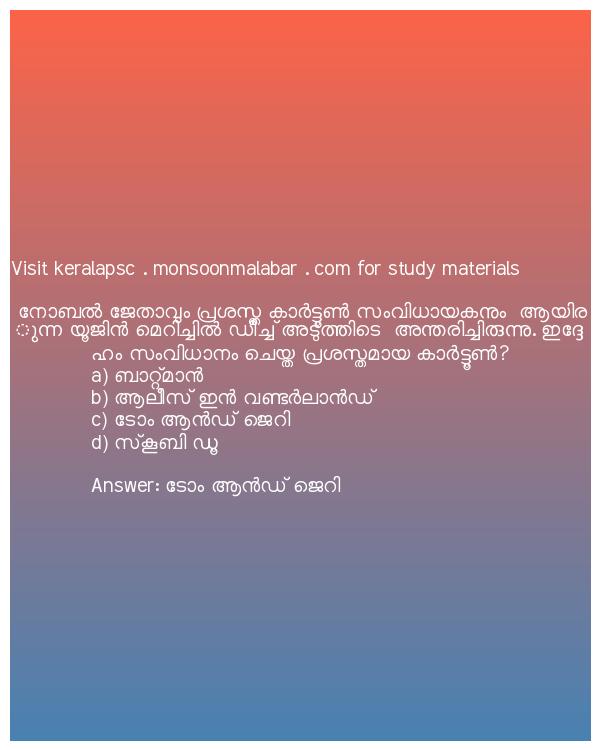 Visit keralapsc . monsoonmalabar . com for study materials
നോബൽ ജേതാവും പ്രശസ്ത കാർട്ടൂൺ സംവിധായകനും ആയിര
ുന്ന യൂജിൻ മെറിച്ചിൽ ഡീച്ച് അടുത്തിടെ അന്തരിച്ചിരുന്നു. ഇദ്ദേ
ഹം സംവിധാനം ചെയ്ത പ്രശസ്തമായ കാർട്ടൂൺ?
a) ബാറ്റ്മാൻ
b) ആലീസ് ഇൻ വണ്ടർലാൻഡ്
c) ടോം ആൻഡ് ജെറി
d) സ്കൂബി ഡൂ
Answer: ടോം ആൻഡ് ജെറി